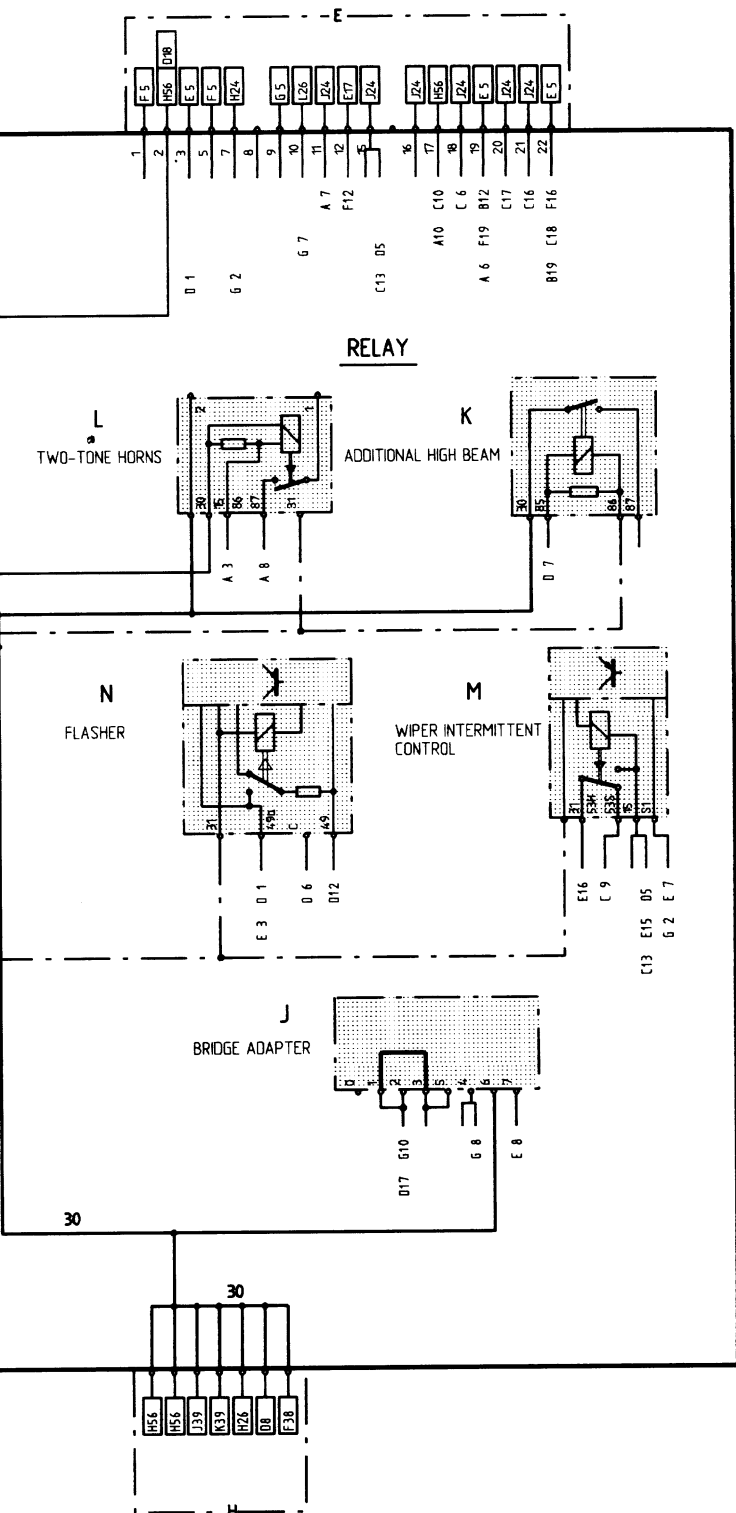 E
D18
F5 H56 E5 F5 H24 G5 L26 J24 E17 J24 J24 H56 J24 E5 J24 J24 E5
1 2 3 5 7 8 9 10 11 12 15 16 17 18 19 20 21 22
A 7 F12 C10 C 6 B12 C17 C16 F16
G 7 D5 A10 F19 C18
D 1 G 2 C13 A 6 B19
RELAY
L
TWO-TONE HORNS
2 1
30 15 86 87 31
A 3 A 8
K
ADDITIONAL HIGH BEAM
30 85 86 87
D 7
N
FLASHER
31 49a C 49
D 1 D 6 D12
E 3
M
WIPER INTERMITTENT
CONTROL
31 53H 53S 15 S1
E16 C 9 D5 E 7
E15 G 2
C13
J
BRIDGE ADAPTER
0 1 2 3 5 4 6 7
G10 G 8 E 8
D17
30
30
H56 H56 J39 K39 H26 D8 F38
H